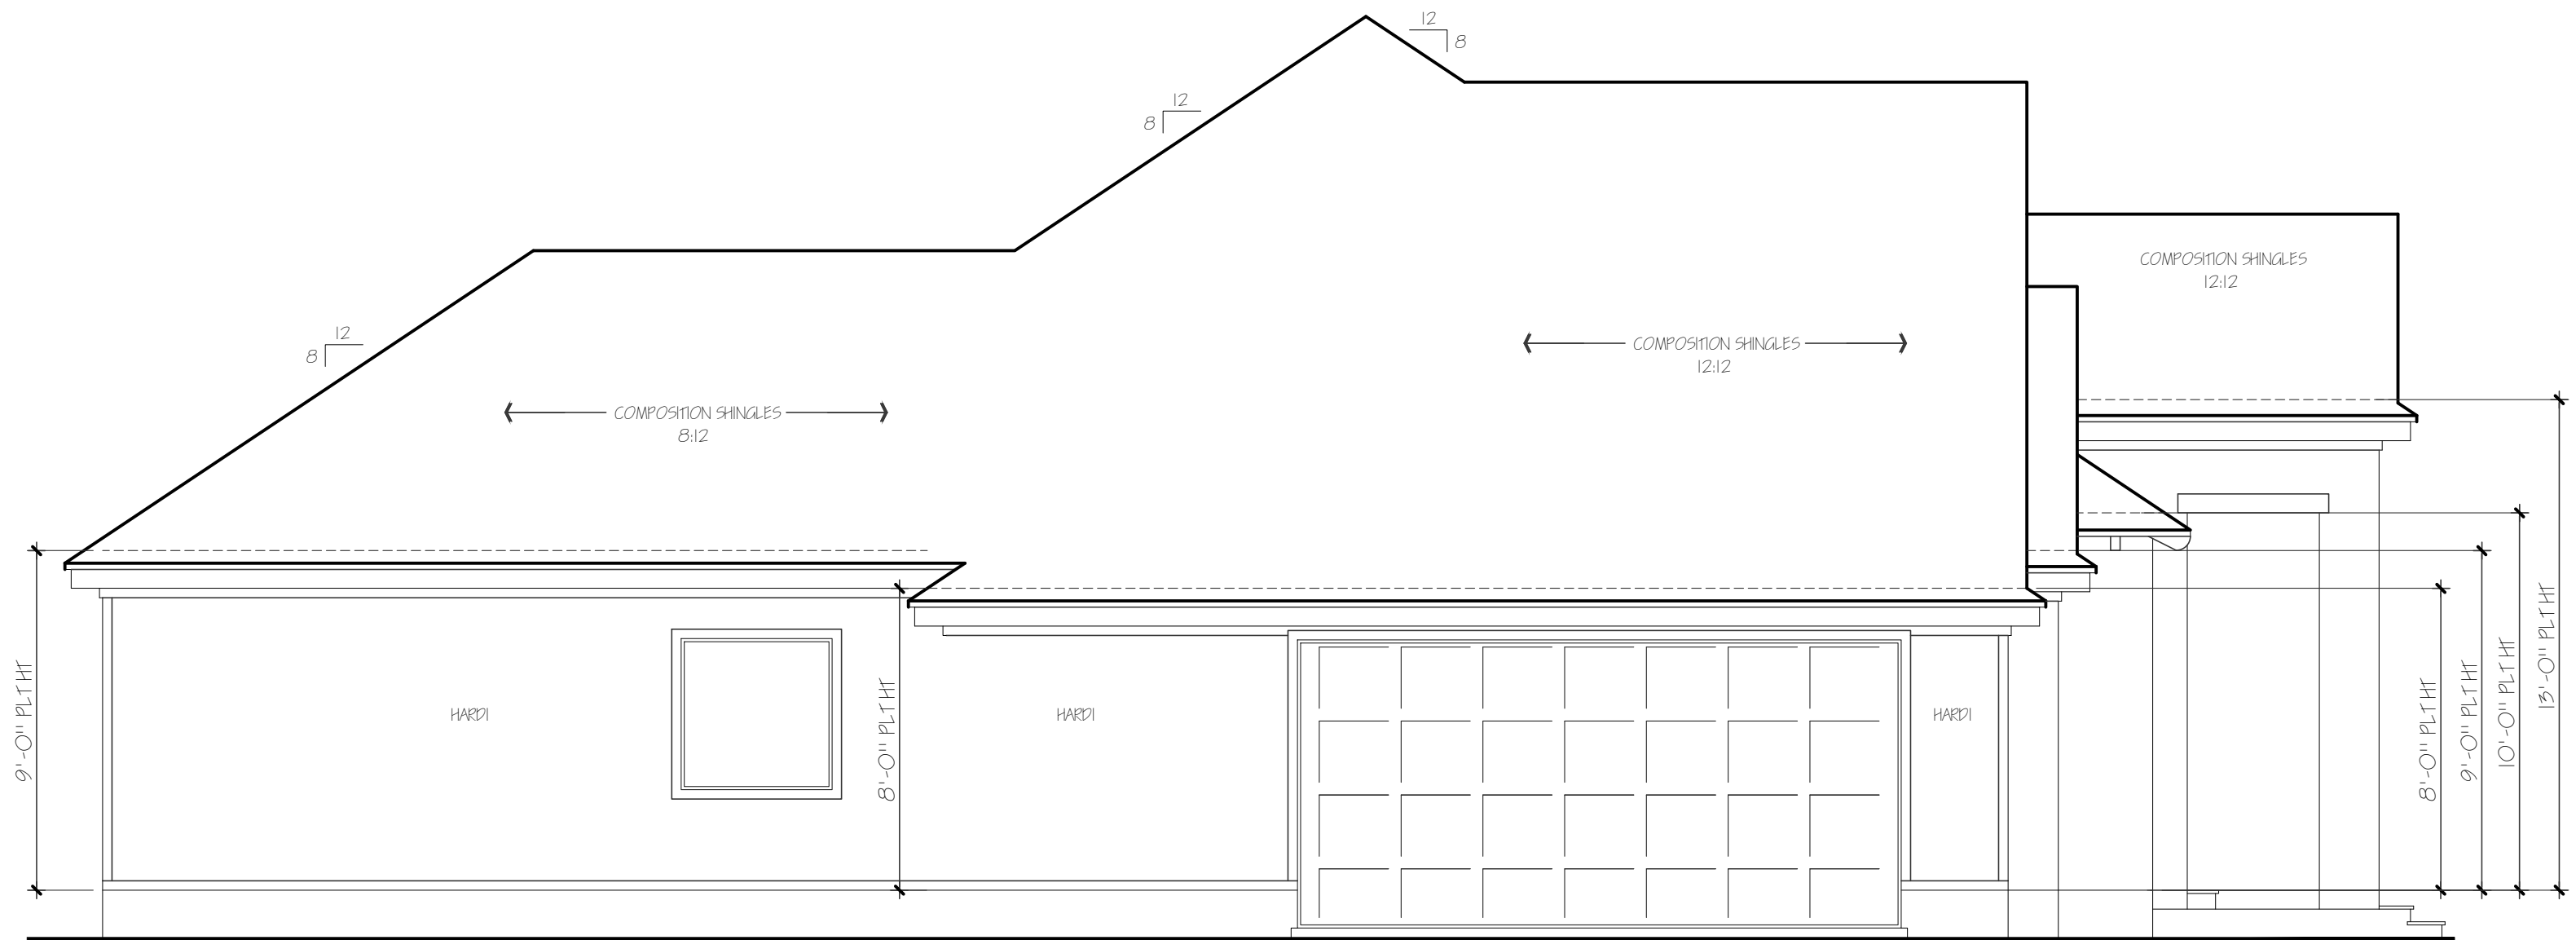 12
8
12
8
12
8
COMPOSITION SHINGLES
12:12
COMPOSITION SHINGLES
12:12
COMPOSITION SHINGLES
8:12
9'-0" PLT HT
8'-0" PLT HT
HARDI
HARDI
HARDI
8'-0" PLT HT
9'-0" PLT HT
10'-0" PLT HT
13'-0" PLT HT